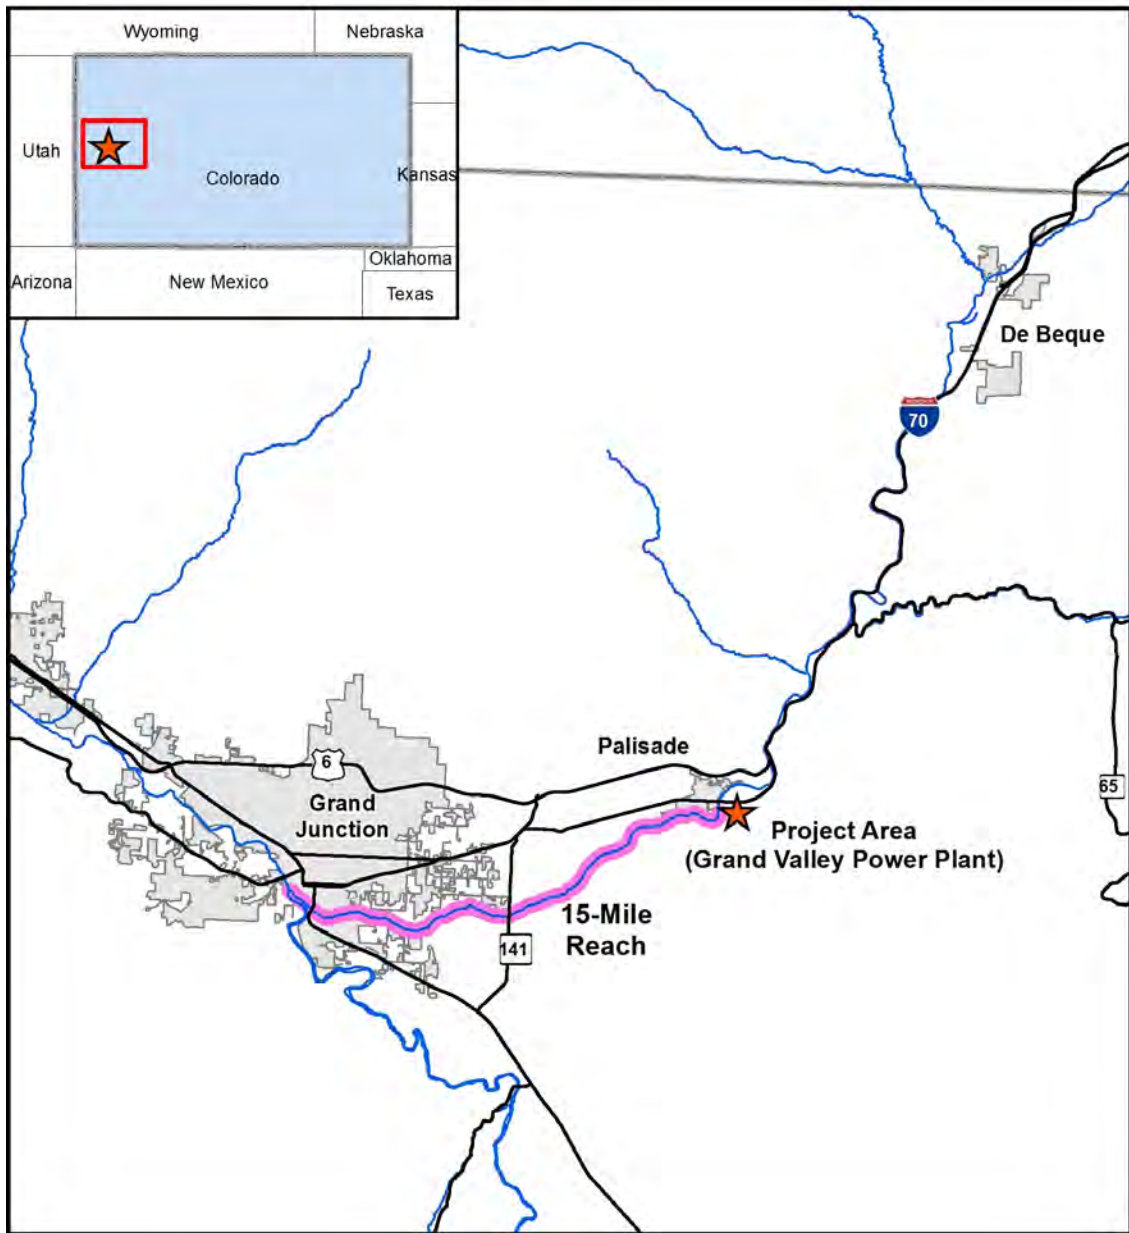 Wyoming
Nebraska
Utah
Colorado
Kansas
Oklahoma
Arizona
New Mexico
Texas
De Beque
70
Palisade
6
Grand
Junction
65
Project Area
(Grand Valley Power Plant)
15-Mile
Reach
141